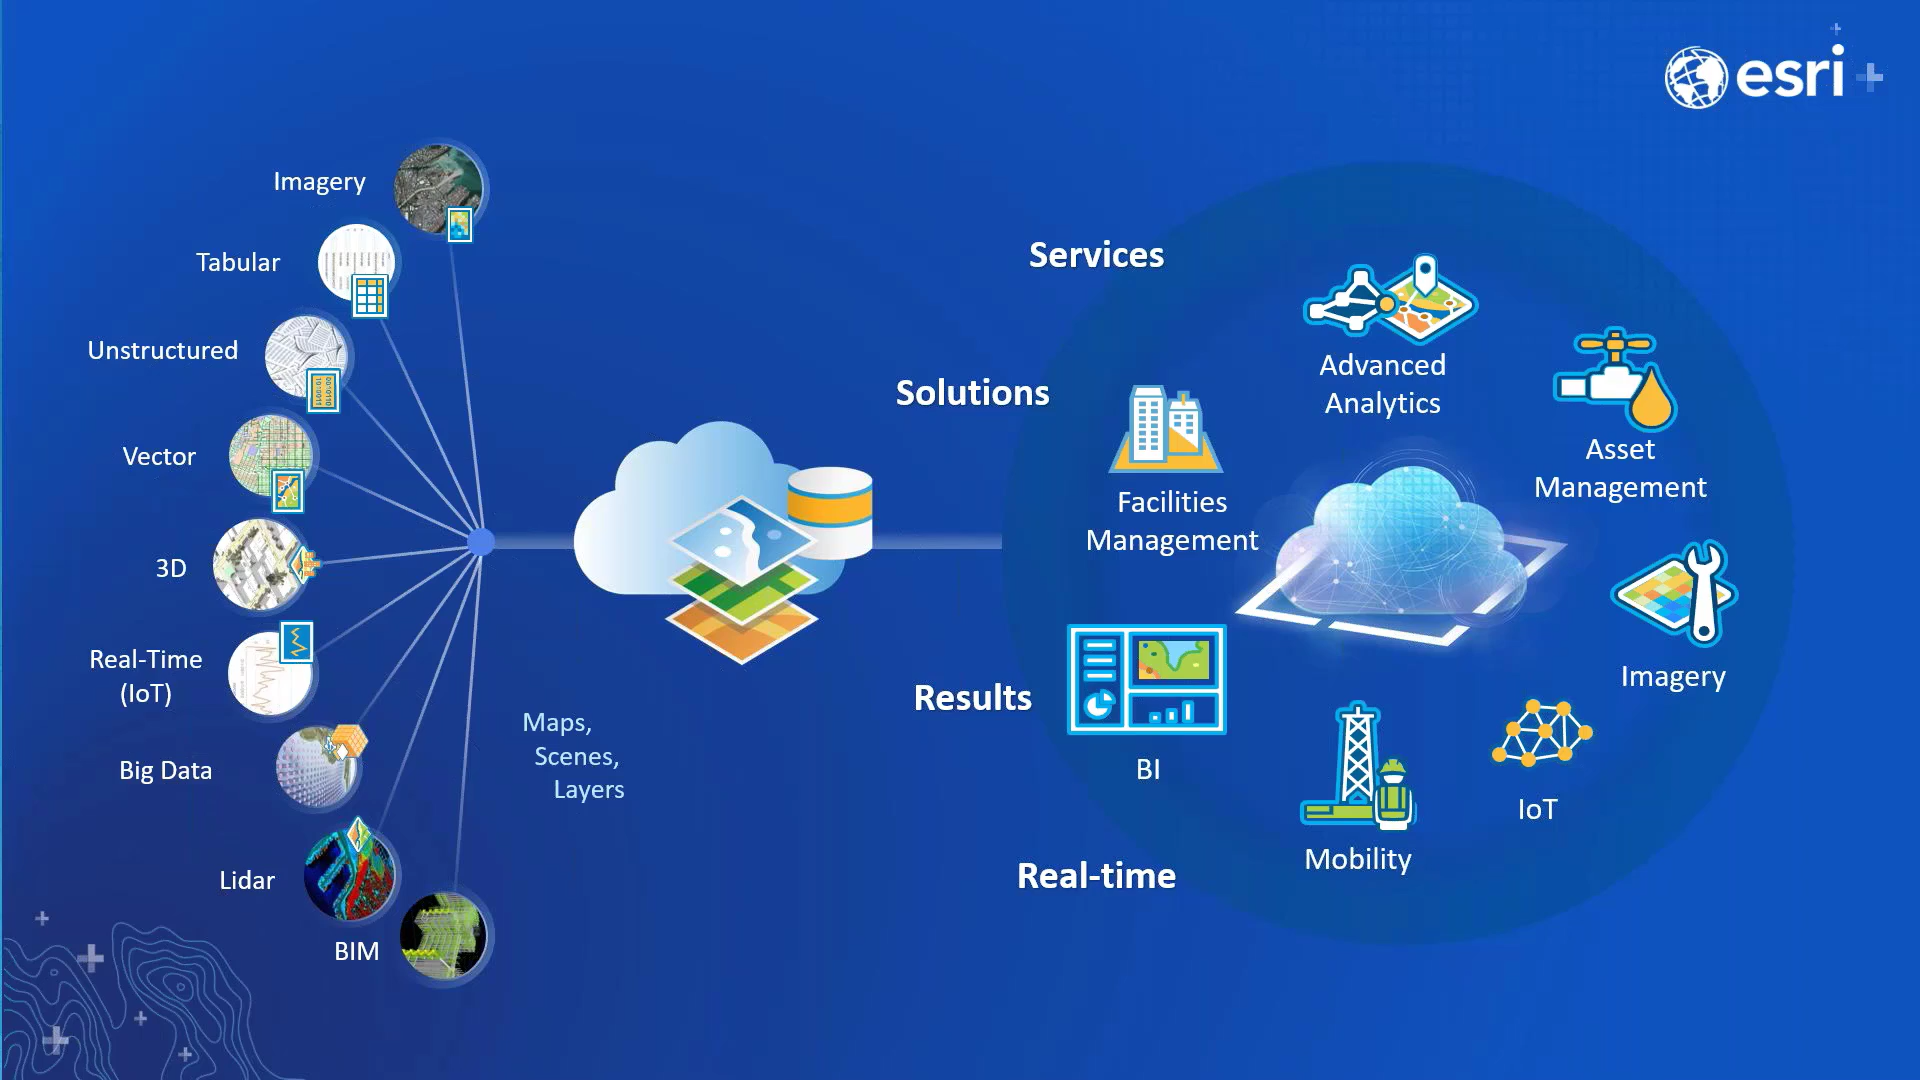 esri
Imagery
Tabular
Unstructured
Vector
3D
Real-Time
(IoT)
Big Data
Lidar
BIM
Maps,
Scenes,
Layers
Services
Solutions
Results
Real-time
Advanced
Analytics
Asset
Management
Facilities
Management
Imagery
BI
IoT
Mobility